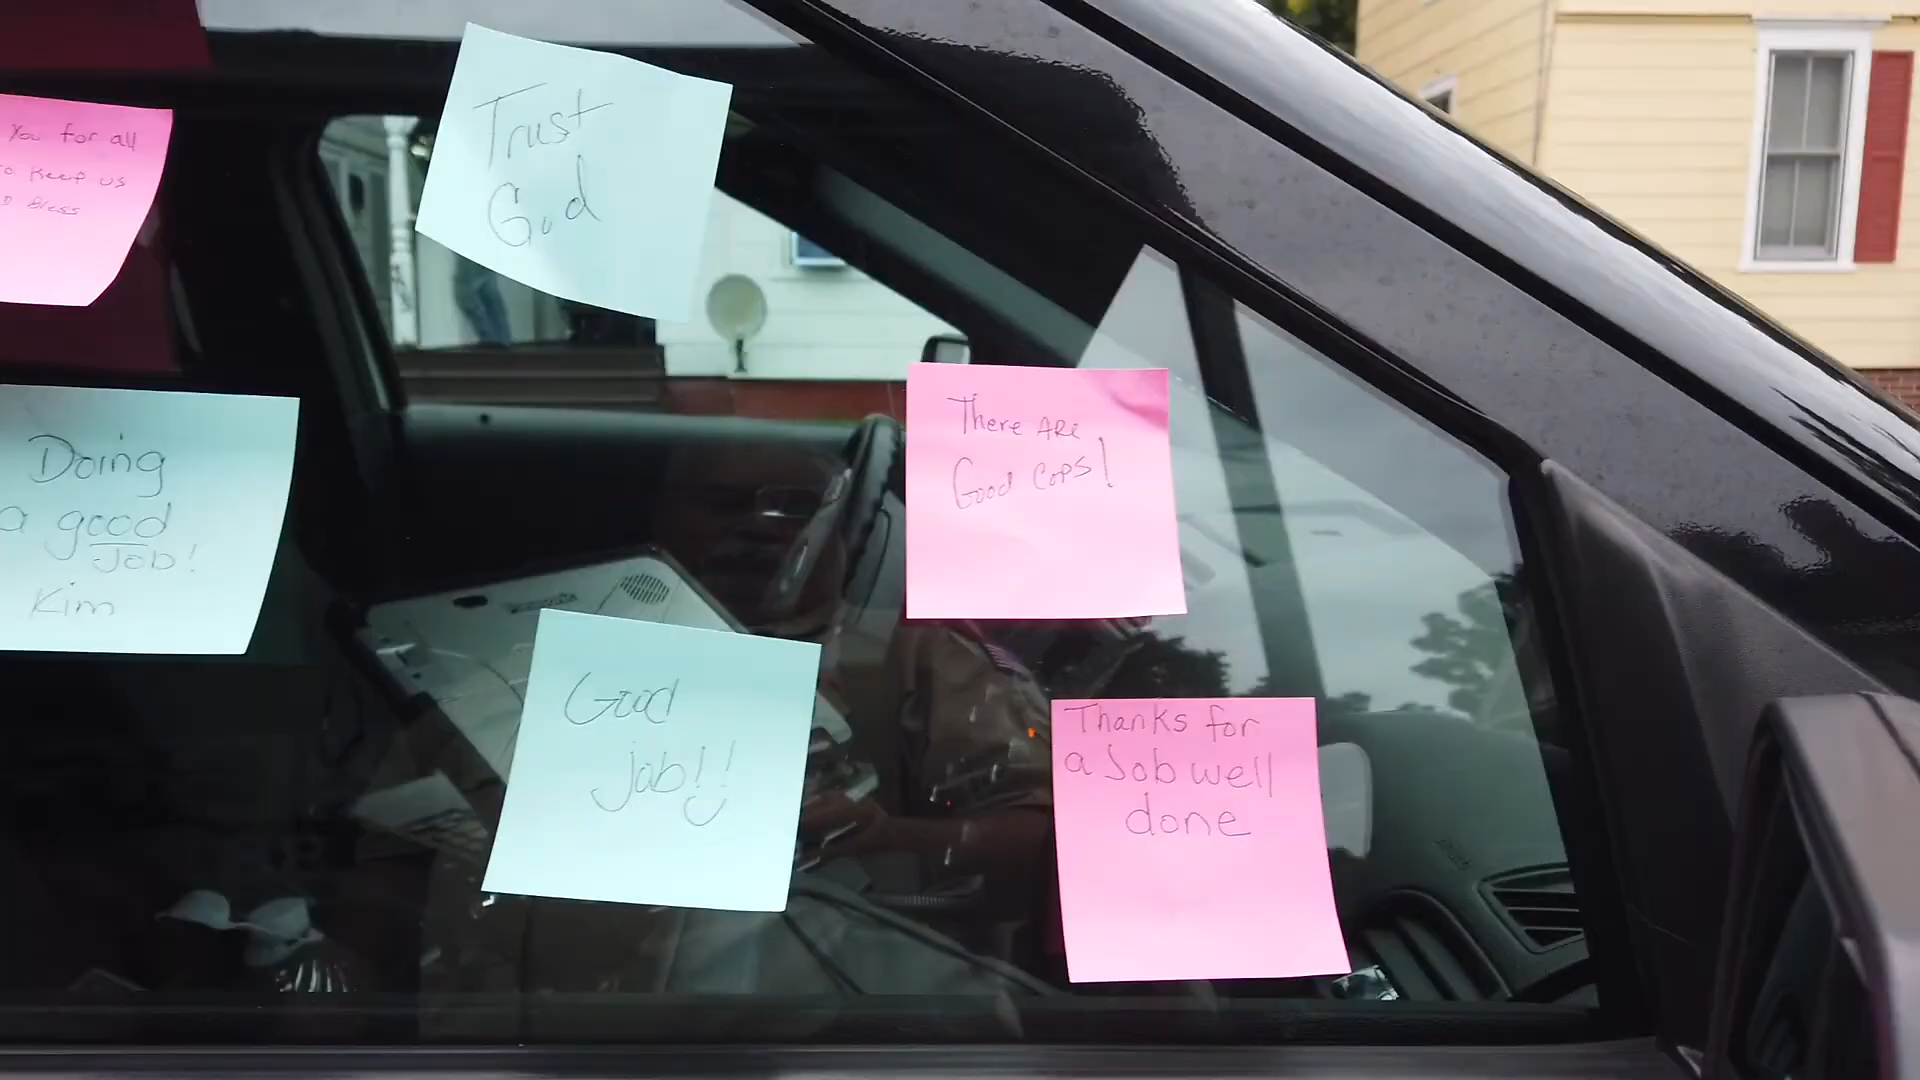 You for all
to keep us
Bless
Trust
God
Doing
a good
Job!
Kim
There ARE
Good Cops!
Good
job!!
Thanks for
a Job well
done